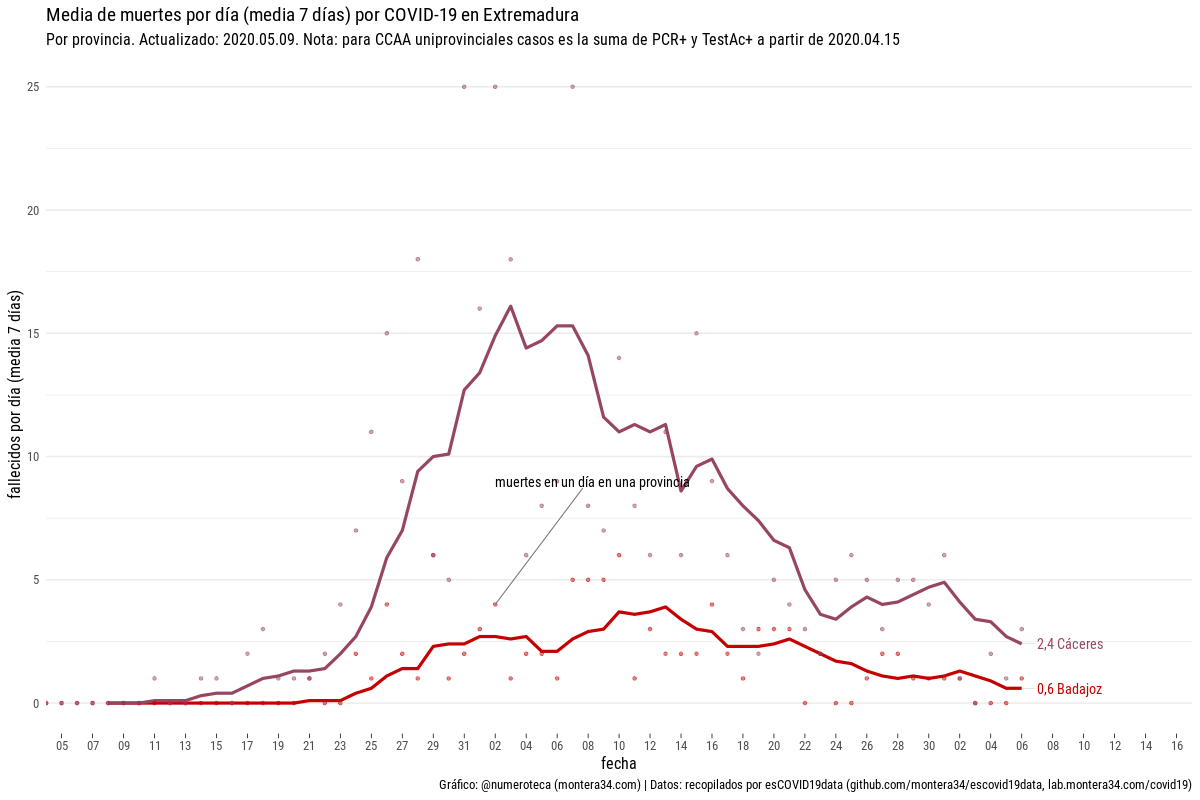 Media de muertes por día (media 7 días) por COVID-19 en Extremadura
Por provincia. Actualizado: 2020.05.09. Nota: para CCAA uniprovinciales casos es la suma de PCR+ y TestAc+ a partir de 2020.04.15
fallecidos por día (media 7 días)
25
20
15
10
5
0
muertes en un día en una provincia
2,4 Cáceres
0,6 Badajoz
05 07 09 11 13 15 17 19 21 23 25 27 29 31 02 04 06 08 10 12 14 16 18 20 22 24 26 28 30 02 04 06 08 10 12 14 16
fecha
Gráfico: @numeroteca (montera34.com) | Datos: recopilados por esCOVID19data (github.com/montera34/escovid19data, lab.montera34.com/covid19)